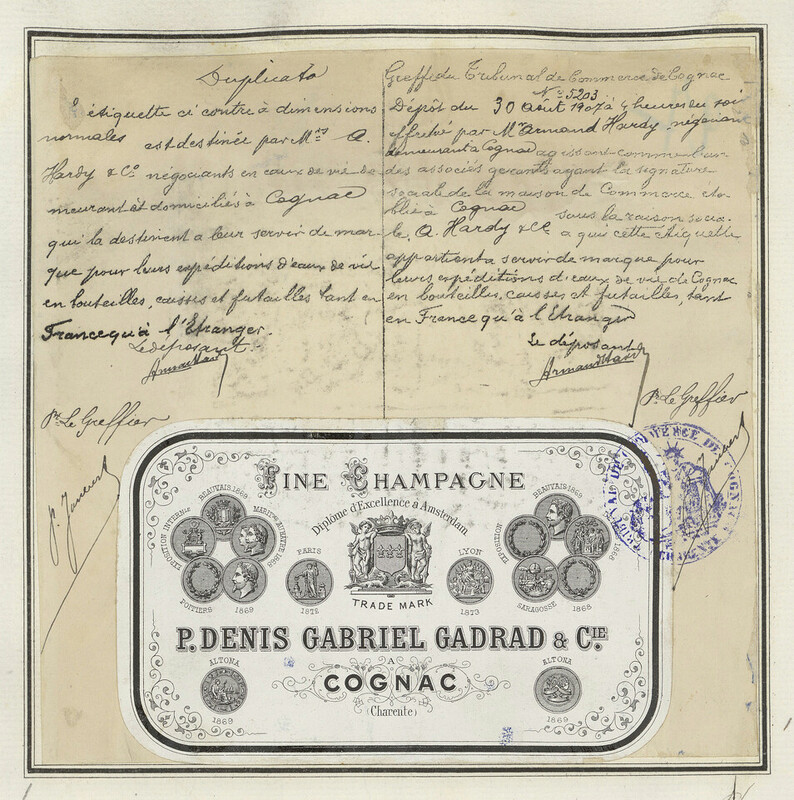 Duplicata
L'étiquette ci contre à dimensions
normales est destinée par Mrs A.
Hardy & Co négociants en eaux de vie de
meurant et domiciliés à Cognac
qui la destinent a leur servir de mar-
que pour leurs expéditions d'eaux de vie
en bouteilles, caisses et futailles tant en
France qu'à l'Etranger.
Le déposant.
Pr. Le Greffier
Greffe du Tribunal de Commerce de Cognac
No 5203
Dépôt du 30 Août 1907 à 4 heures du soir
effectué par Mr Armand Hardy négociant
demeurant à Cognac agissant comme l'un
des associés gérants ayant la signature
sociale de la maison de Commerce éta-
blie à Cognac sous la raison socia-
le, A. Hardy & Ce a qui cette étiquette
appartient a servir de marque pour
leurs expéditions d'eaux de vie de Cognac
en bouteilles, caisses et futailles, tant
en France qu'à l'Etranger
Le déposant
Armand Hardy
Pr. Le Greffier
FINE CHAMPAGNE
Diplôme d'Excellence à Amsterdam
EXPOSITION INTERNle
BEAUVAIS 1869
POITIERS 1869
PARIS
1872
TRADE MARK
LYON
1873
EXPOSITION
BEAUVAIS 1869
1868
SARAGOSSE 1868
P. DENIS GABRIEL GADRAD & CIE.
A
COGNAC
(Charente)
ALTONA
1869
ALTONA
1869